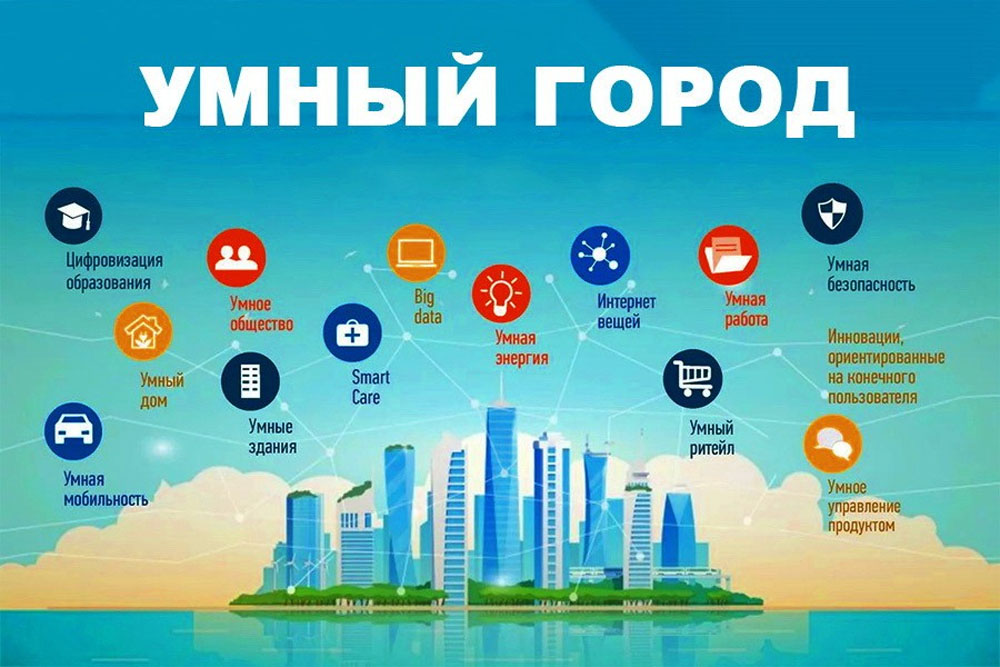 УМНЫЙ ГОРОД
Цифровизация
образования
Умное
общество
Big
data
Умная
энергия
Интернет
вещей
Умная
работа
Умная
безопасность
Умный
дом
Умные
здания
Smart
Care
Умный
ритейл
Инновации,
ориентированные
на конечного
пользователя
Умная
мобильность
Умное
управление
продуктом